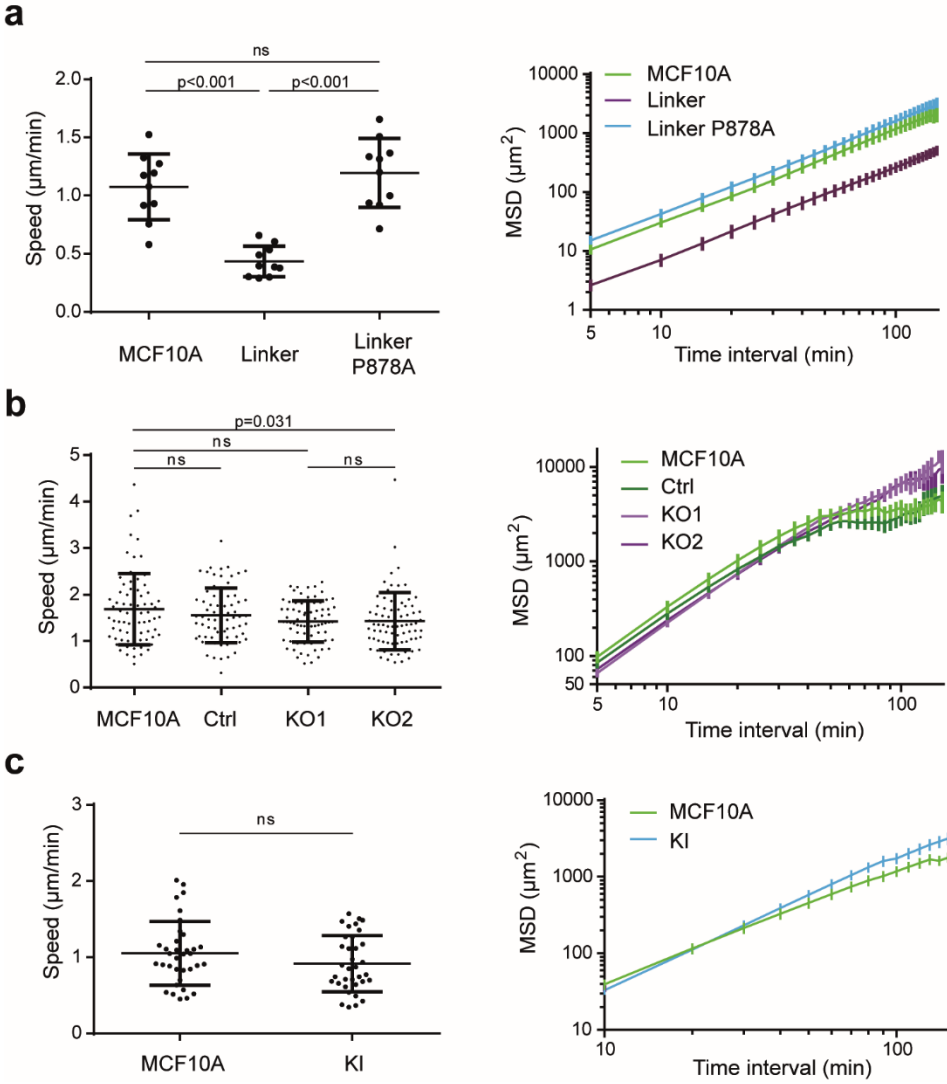 a
ns
p<0.001 p<0.001
2.0
1.5
1.0
0.5
0.0
Speed (µm/min)
MCF10A Linker Linker P878A
MCF10A
Linker
Linker P878A
10000
1000
100
10
1
MSD (µm²)
5 10 100
Time interval (min)
b
p=0.031
ns
ns ns
5
4
3
2
1
0
Speed (µm/min)
MCF10A Ctrl KO1 KO2
MCF10A
Ctrl
KO1
KO2
10000
1000
100
50
MSD (µm²)
5 10 100
Time interval (min)
c
ns
3
2
1
0
Speed (µm/min)
MCF10A KI
MCF10A
KI
10000
1000
100
10
MSD (µm²)
10 100
Time interval (min)